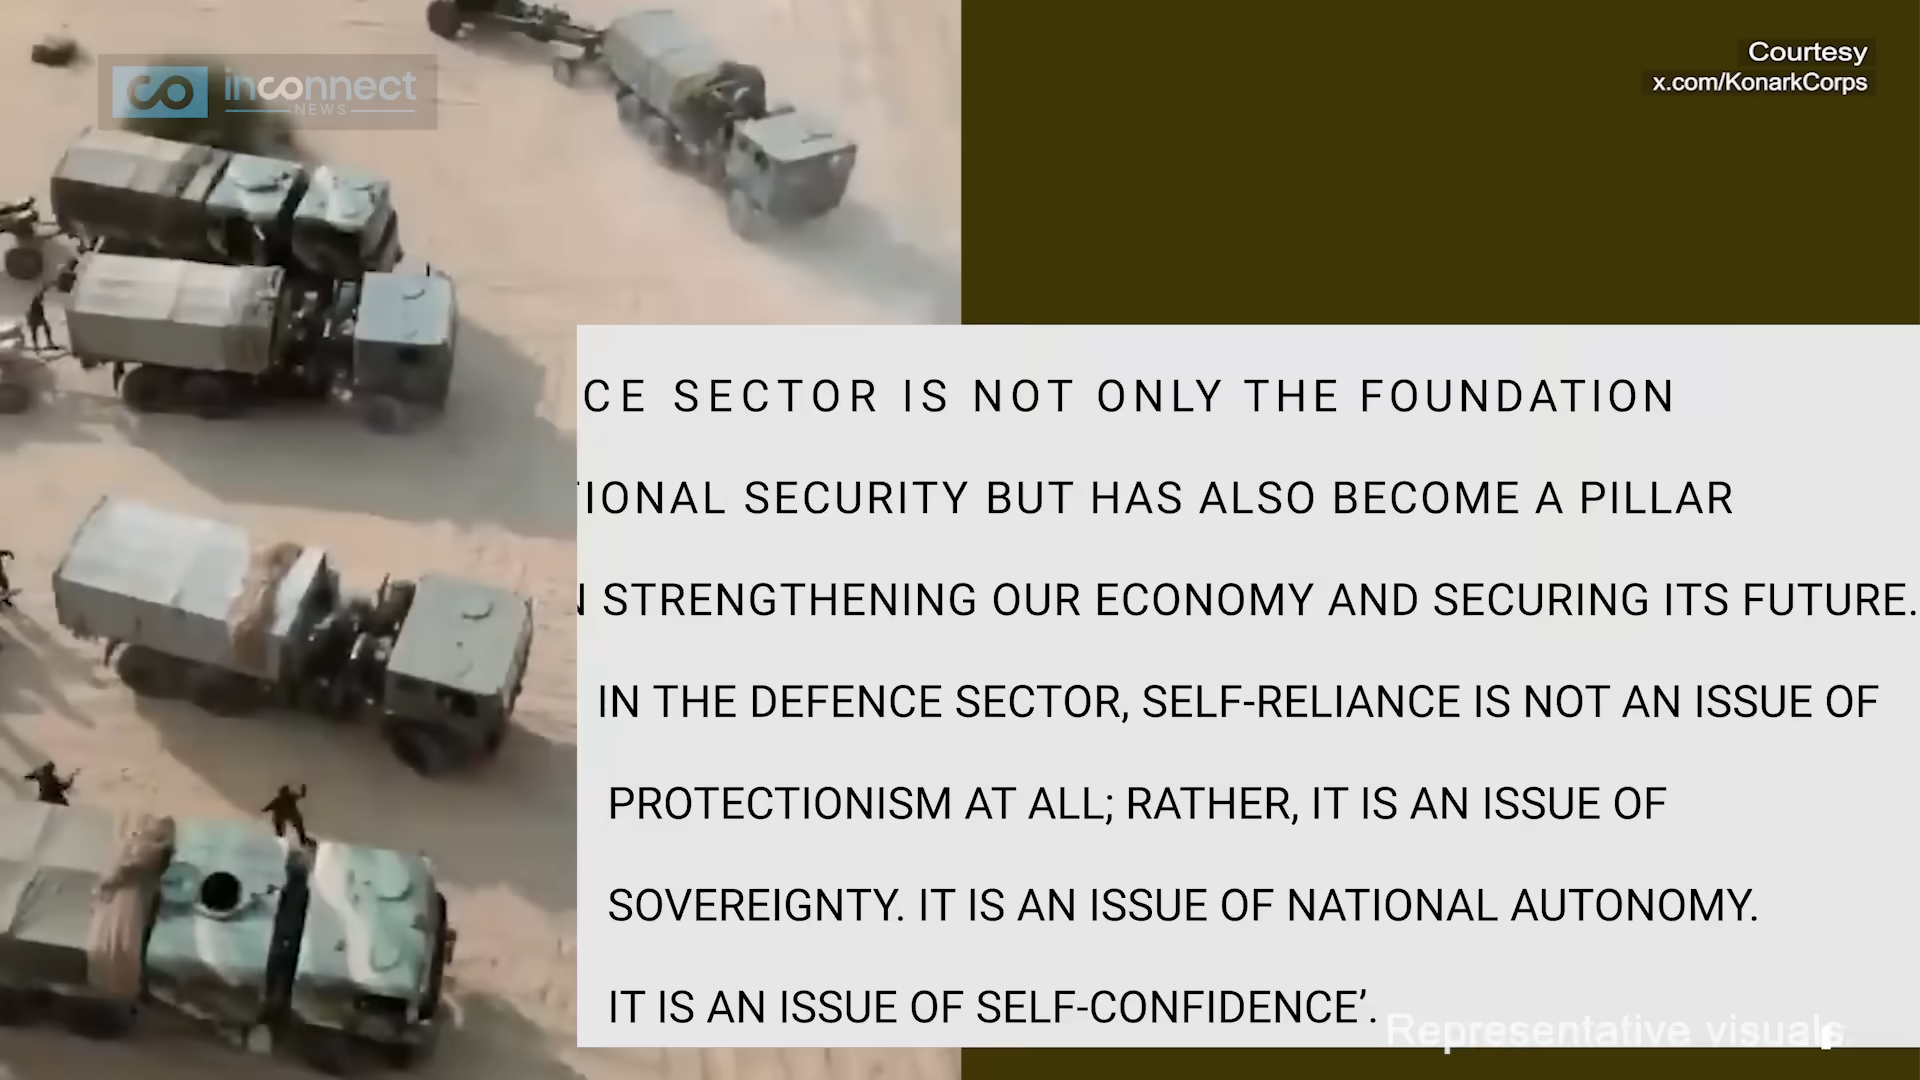 co inconnect
NEWS
Courtesy
x.com/KonarkCorps
CE SECTOR IS NOT ONLY THE FOUNDATION
IONAL SECURITY BUT HAS ALSO BECOME A PILLAR
STRENGTHENING OUR ECONOMY AND SECURING ITS FUTURE.
IN THE DEFENCE SECTOR, SELF-RELIANCE IS NOT AN ISSUE OF
PROTECTIONISM AT ALL; RATHER, IT IS AN ISSUE OF
SOVEREIGNTY. IT IS AN ISSUE OF NATIONAL AUTONOMY.
IT IS AN ISSUE OF SELF-CONFIDENCE’.
Representative visuals